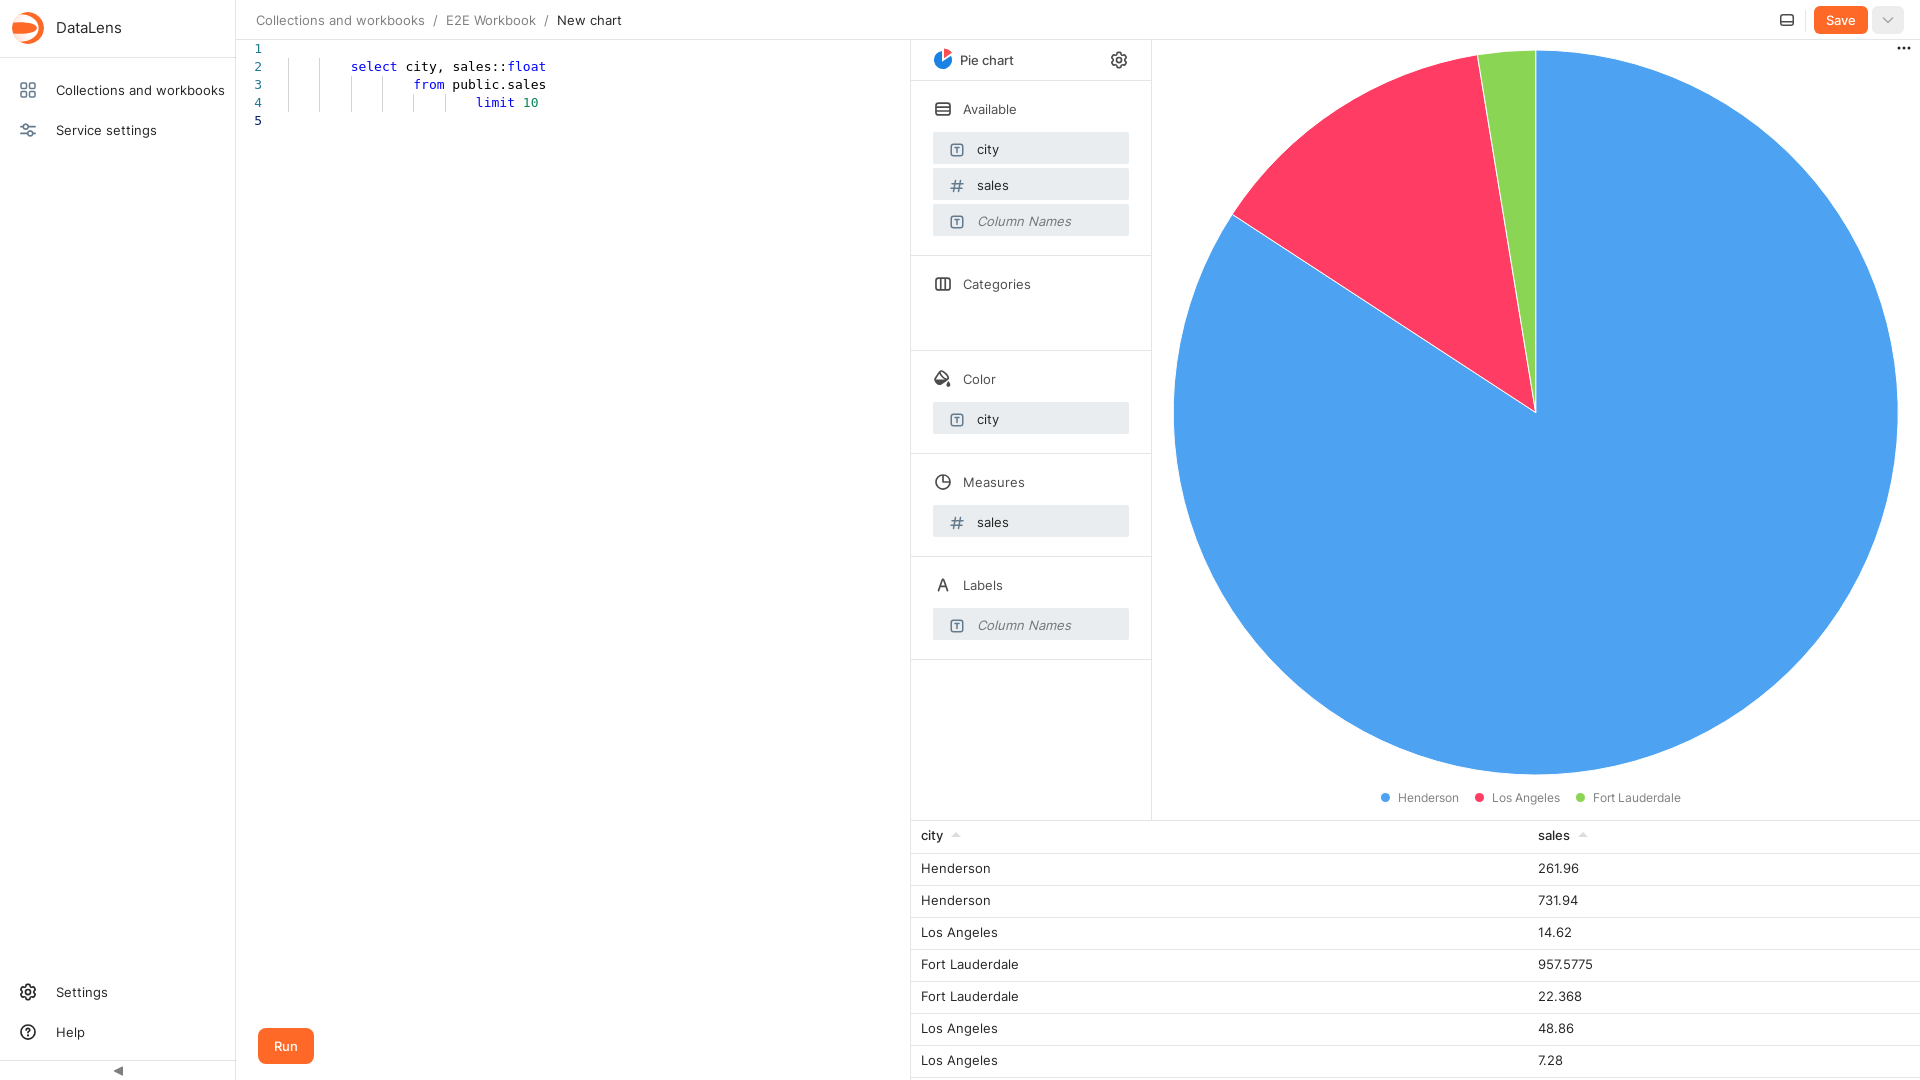 DataLens
Collections and workbooks / E2E Workbook / New chart
Save
Collections and workbooks
Service settings
Settings
Help
1
2 select city, sales::float
3 from public.sales
4 limit 10
5
Run
Pie chart
Available
city
sales
Column Names
Categories
Color
city
Measures
sales
Labels
Column Names
Henderson Los Angeles Fort Lauderdale
city sales
Henderson 261.96
Henderson 731.94
Los Angeles 14.62
Fort Lauderdale 957.5775
Fort Lauderdale 22.368
Los Angeles 48.86
Los Angeles 7.28